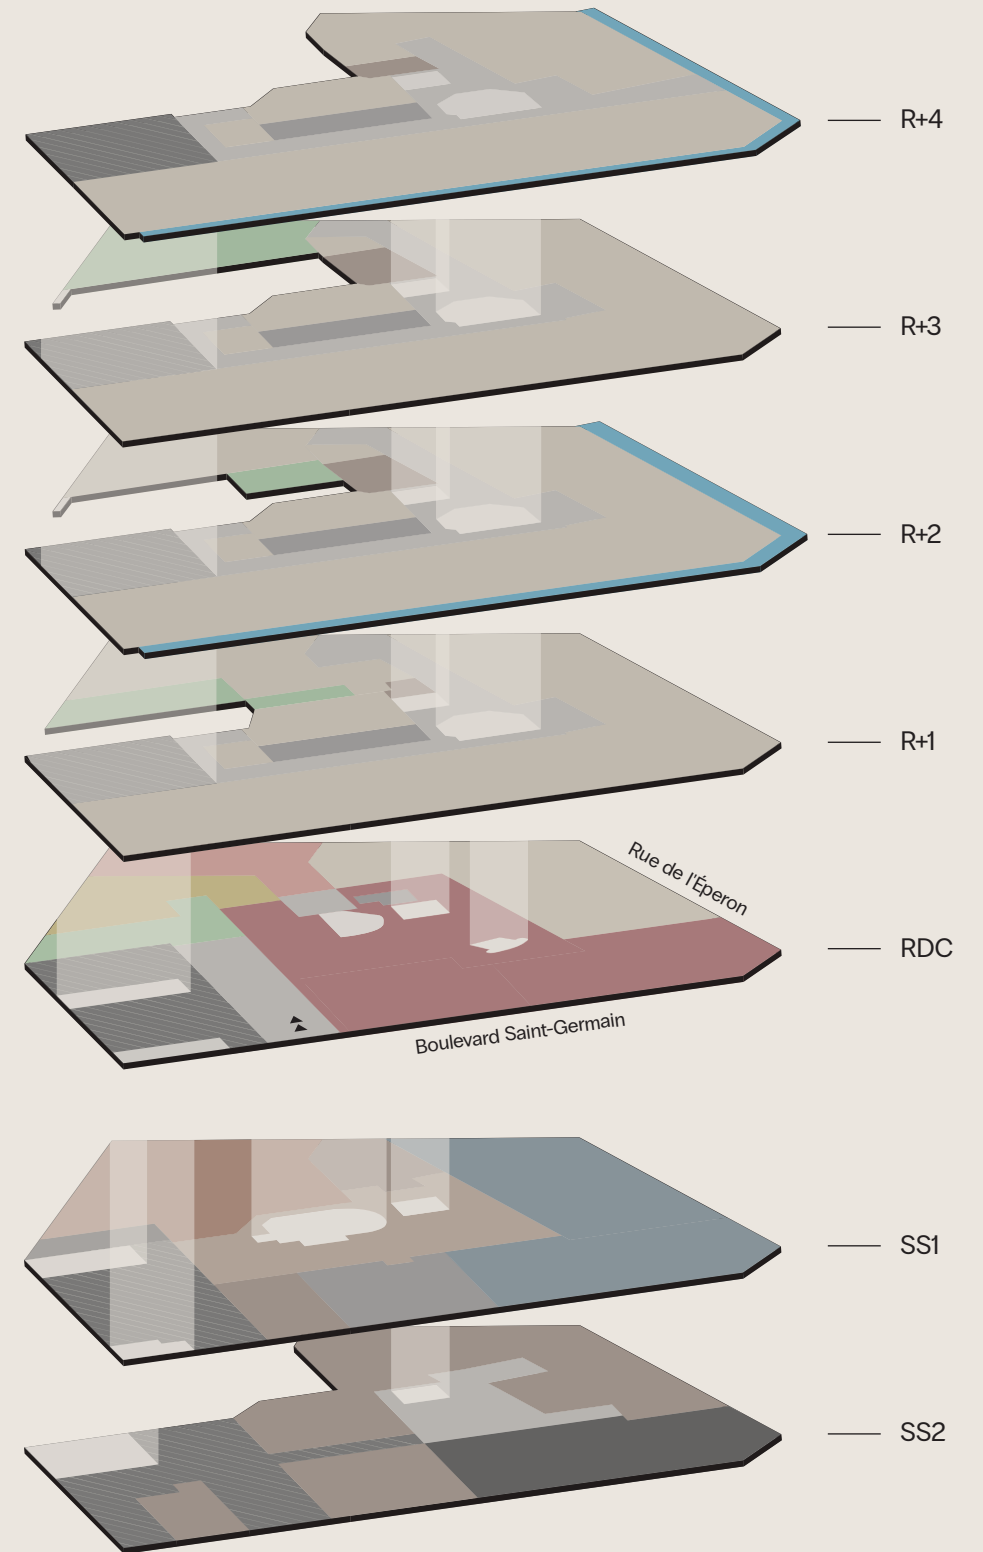 R+4
R+3
R+2
R+1
Rue de l'Éperon
RDC
Boulevard Saint-Germain
SS1
SS2